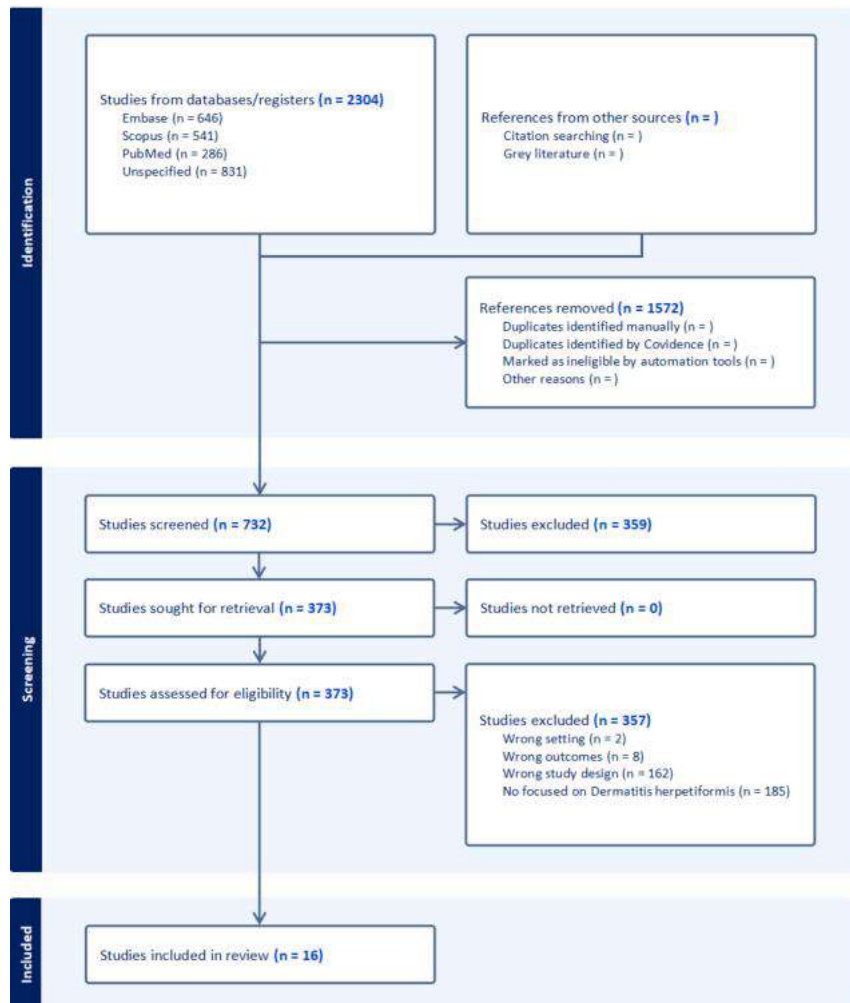 Identification
Studies from databases/registers (n = 2304)
Embase (n = 646)
Scopus (n = 541)
PubMed (n = 286)
Unspecified (n = 831)
References from other sources (n = )
Citation searching (n = )
Grey literature (n = )
References removed (n = 1572)
Duplicates identified manually (n = )
Duplicates identified by Covidence (n = )
Marked as ineligible by automation tools (n = )
Other reasons (n = )
Screening
Studies screened (n = 732)
Studies excluded (n = 359)
Studies sought for retrieval (n = 373)
Studies not retrieved (n = 0)
Studies assessed for eligibility (n = 373)
Studies excluded (n = 357)
Wrong setting (n = 2)
Wrong outcomes (n = 8)
Wrong study design (n = 162)
No focused on Dermatitis herpetiformis (n = 185)
Included
Studies included in review (n = 16)